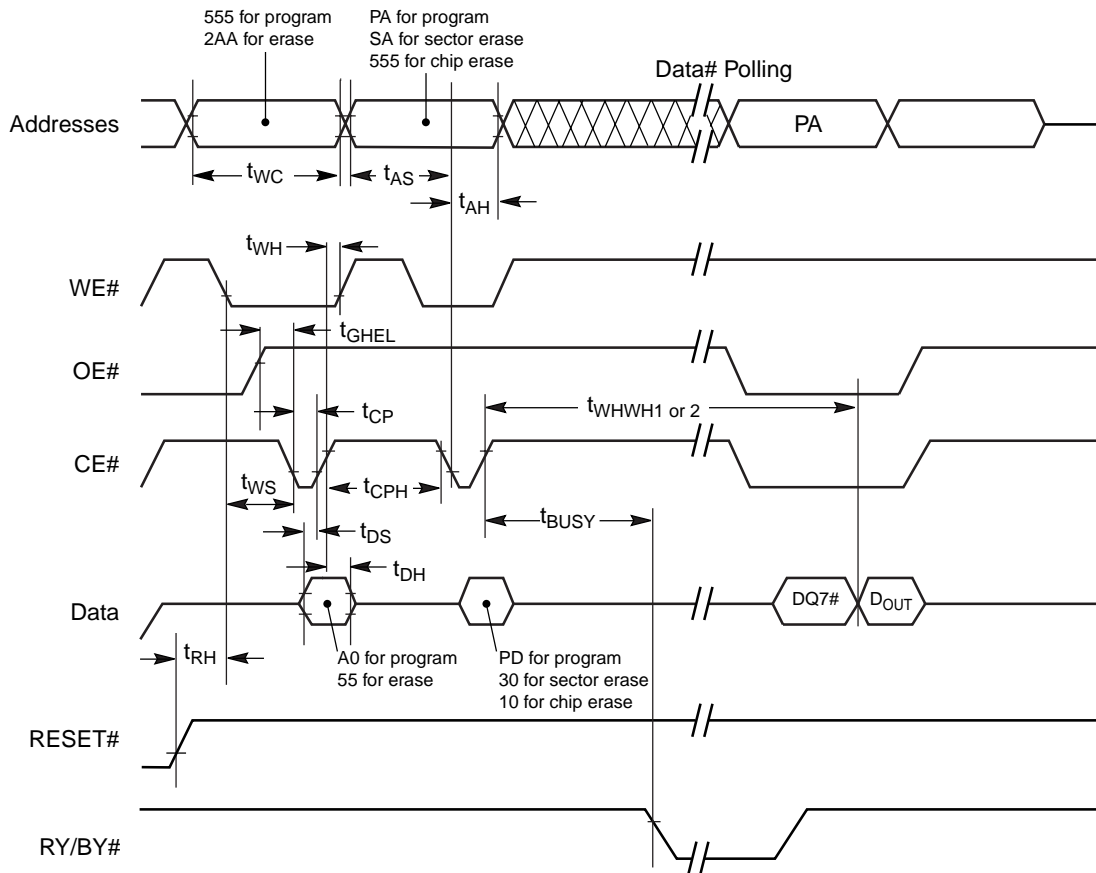 555 for program
2AA for erase
PA for program
SA for sector erase
555 for chip erase
Data# Polling
Addresses
PA
tWC
tAS
tAH
tWH
WE#
tGHEL
OE#
tWHWH1 or 2
tCP
CE#
tWS
tCPH
tBUSY
tDS
tDH
Data
DQ7#
DOUT
tRH
A0 for program
55 for erase
PD for program
30 for sector erase
10 for chip erase
RESET#
RY/BY#